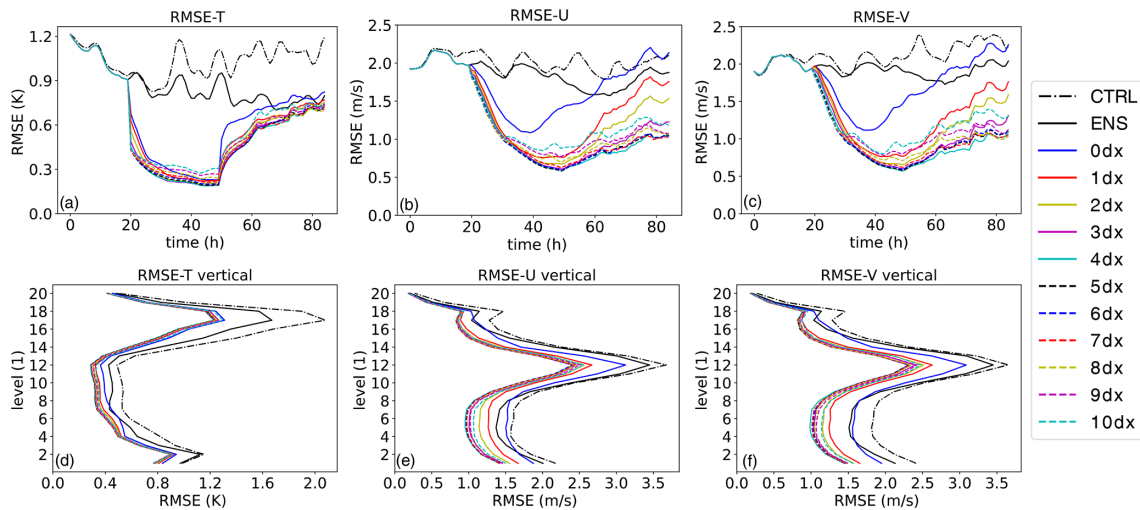 RMSE-T
RMSE-U
RMSE-V
RMSE (K)
1.2
0.9
0.6
0.3
0.0
(a)
0 20 40 60 80
time (h)
RMSE (m/s)
2.5
2.0
1.5
1.0
0.5
0.0
(b)
0 20 40 60 80
time (h)
RMSE (m/s)
2.5
2.0
1.5
1.0
0.5
0.0
(c)
0 20 40 60 80
time (h)
CTRL
ENS
0dx
1dx
2dx
3dx
4dx
5dx
6dx
7dx
8dx
9dx
10dx
RMSE-T vertical
RMSE-U vertical
RMSE-V vertical
level (1)
20
18
16
14
12
10
8
6
4
2
(d)
0.0 0.4 0.8 1.2 1.6 2.0
RMSE (K)
level (1)
20
18
16
14
12
10
8
6
4
2
(e)
0.0 0.5 1.0 1.5 2.0 2.5 3.0 3.5
RMSE (m/s)
level (1)
20
18
16
14
12
10
8
6
4
2
(f)
0.0 0.5 1.0 1.5 2.0 2.5 3.0 3.5
RMSE (m/s)